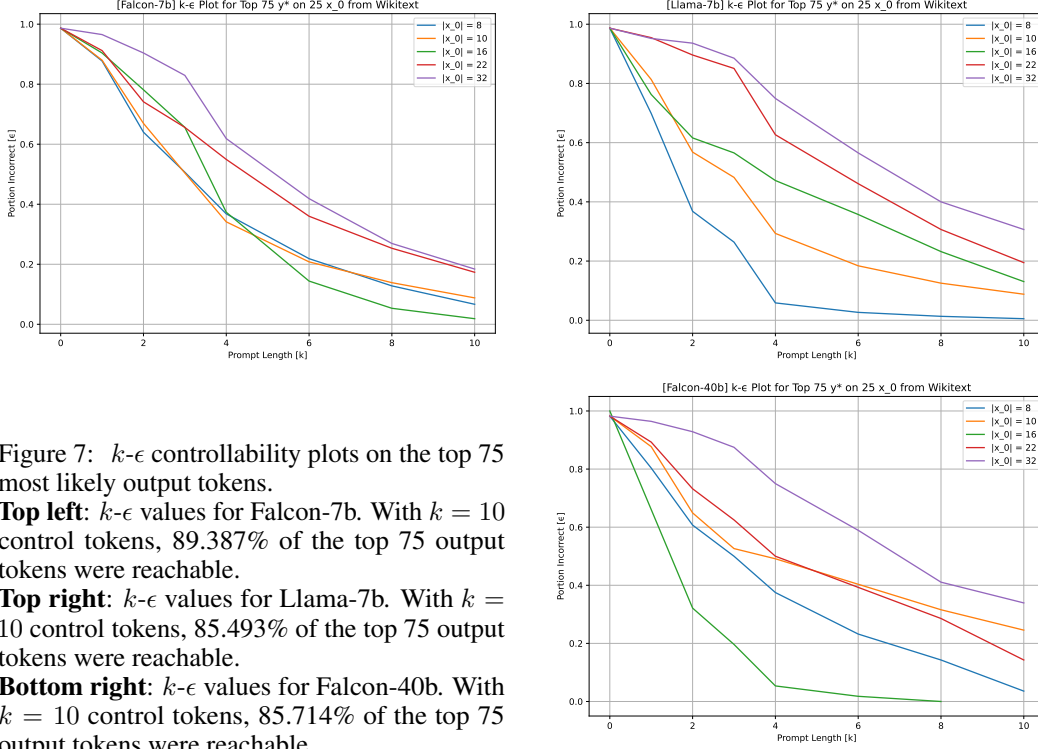 [Falcon-7b] k-ϵ Plot for Top 75 y* on 25 x_0 from Wikitext
1.0
0.8
0.6
0.4
0.2
0.0
Portion Incorrect [ϵ]
0 2 4 6 8 10
Prompt Length [k]
|x_0| = 8
|x_0| = 10
|x_0| = 16
|x_0| = 22
|x_0| = 32
[Llama-7b] k-ϵ Plot for Top 75 y* on 25 x_0 from Wikitext
1.0
0.8
0.6
0.4
0.2
0.0
Portion Incorrect [ϵ]
0 2 4 6 8 10
Prompt Length [k]
|x_0| = 8
|x_0| = 10
|x_0| = 16
|x_0| = 22
|x_0| = 32
Figure 7: k-ϵ controllability plots on the top 75
most likely output tokens.
Top left: k-ϵ values for Falcon-7b. With k = 10
control tokens, 89.387% of the top 75 output
tokens were reachable.
Top right: k-ϵ values for Llama-7b. With k =
10 control tokens, 85.493% of the top 75 output
tokens were reachable.
Bottom right: k-ϵ values for Falcon-40b. With
k = 10 control tokens, 85.714% of the top 75
output tokens were reachable.
[Falcon-40b] k-ϵ Plot for Top 75 y* on 25 x_0 from Wikitext
1.0
0.8
0.6
0.4
0.2
0.0
Portion Incorrect [ϵ]
0 2 4 6 8 10
Prompt Length [k]
|x_0| = 8
|x_0| = 10
|x_0| = 16
|x_0| = 22
|x_0| = 32